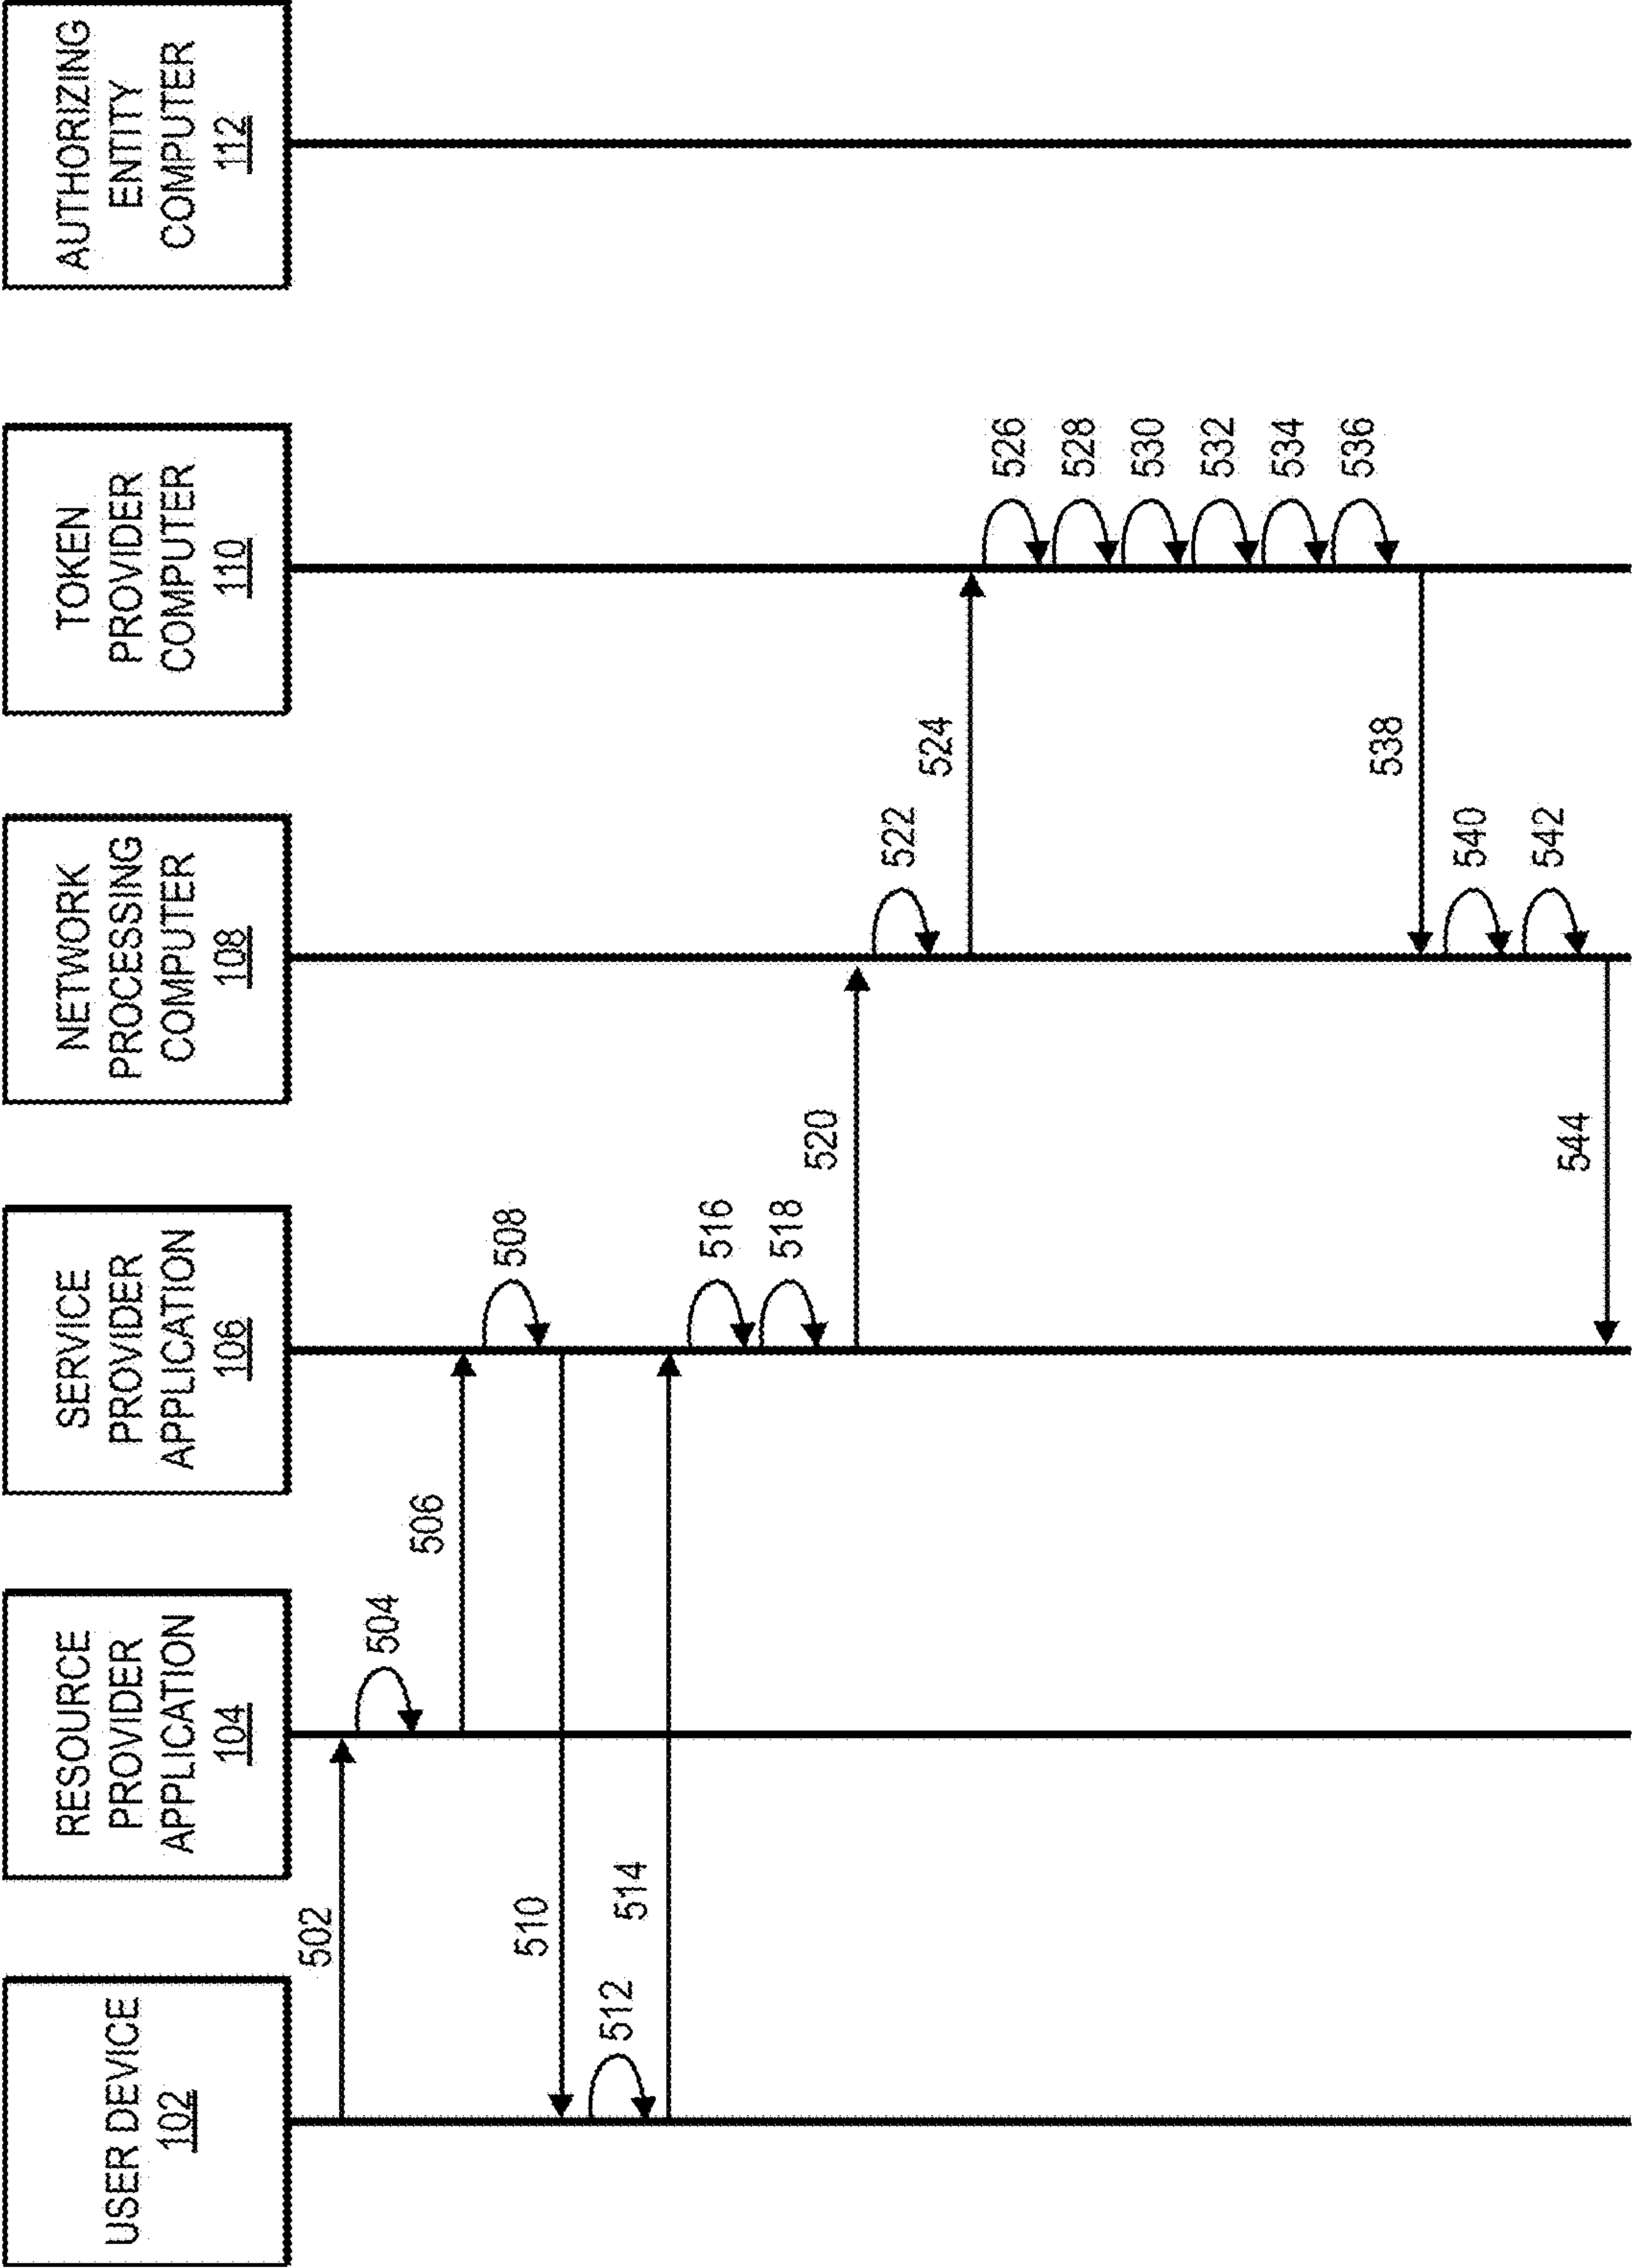 USER DEVICE
102
RESOURCE
PROVIDER
APPLICATION
104
SERVICE
PROVIDER
APPLICATION
106
NETWORK
PROCESSING
COMPUTER
108
TOKEN
PROVIDER
COMPUTER
110
AUTHORIZING
ENTITY
COMPUTER
112
502
504
506
508
510
512
514
516
518
520
522
524
526
528
530
532
534
536
538
540
542
544